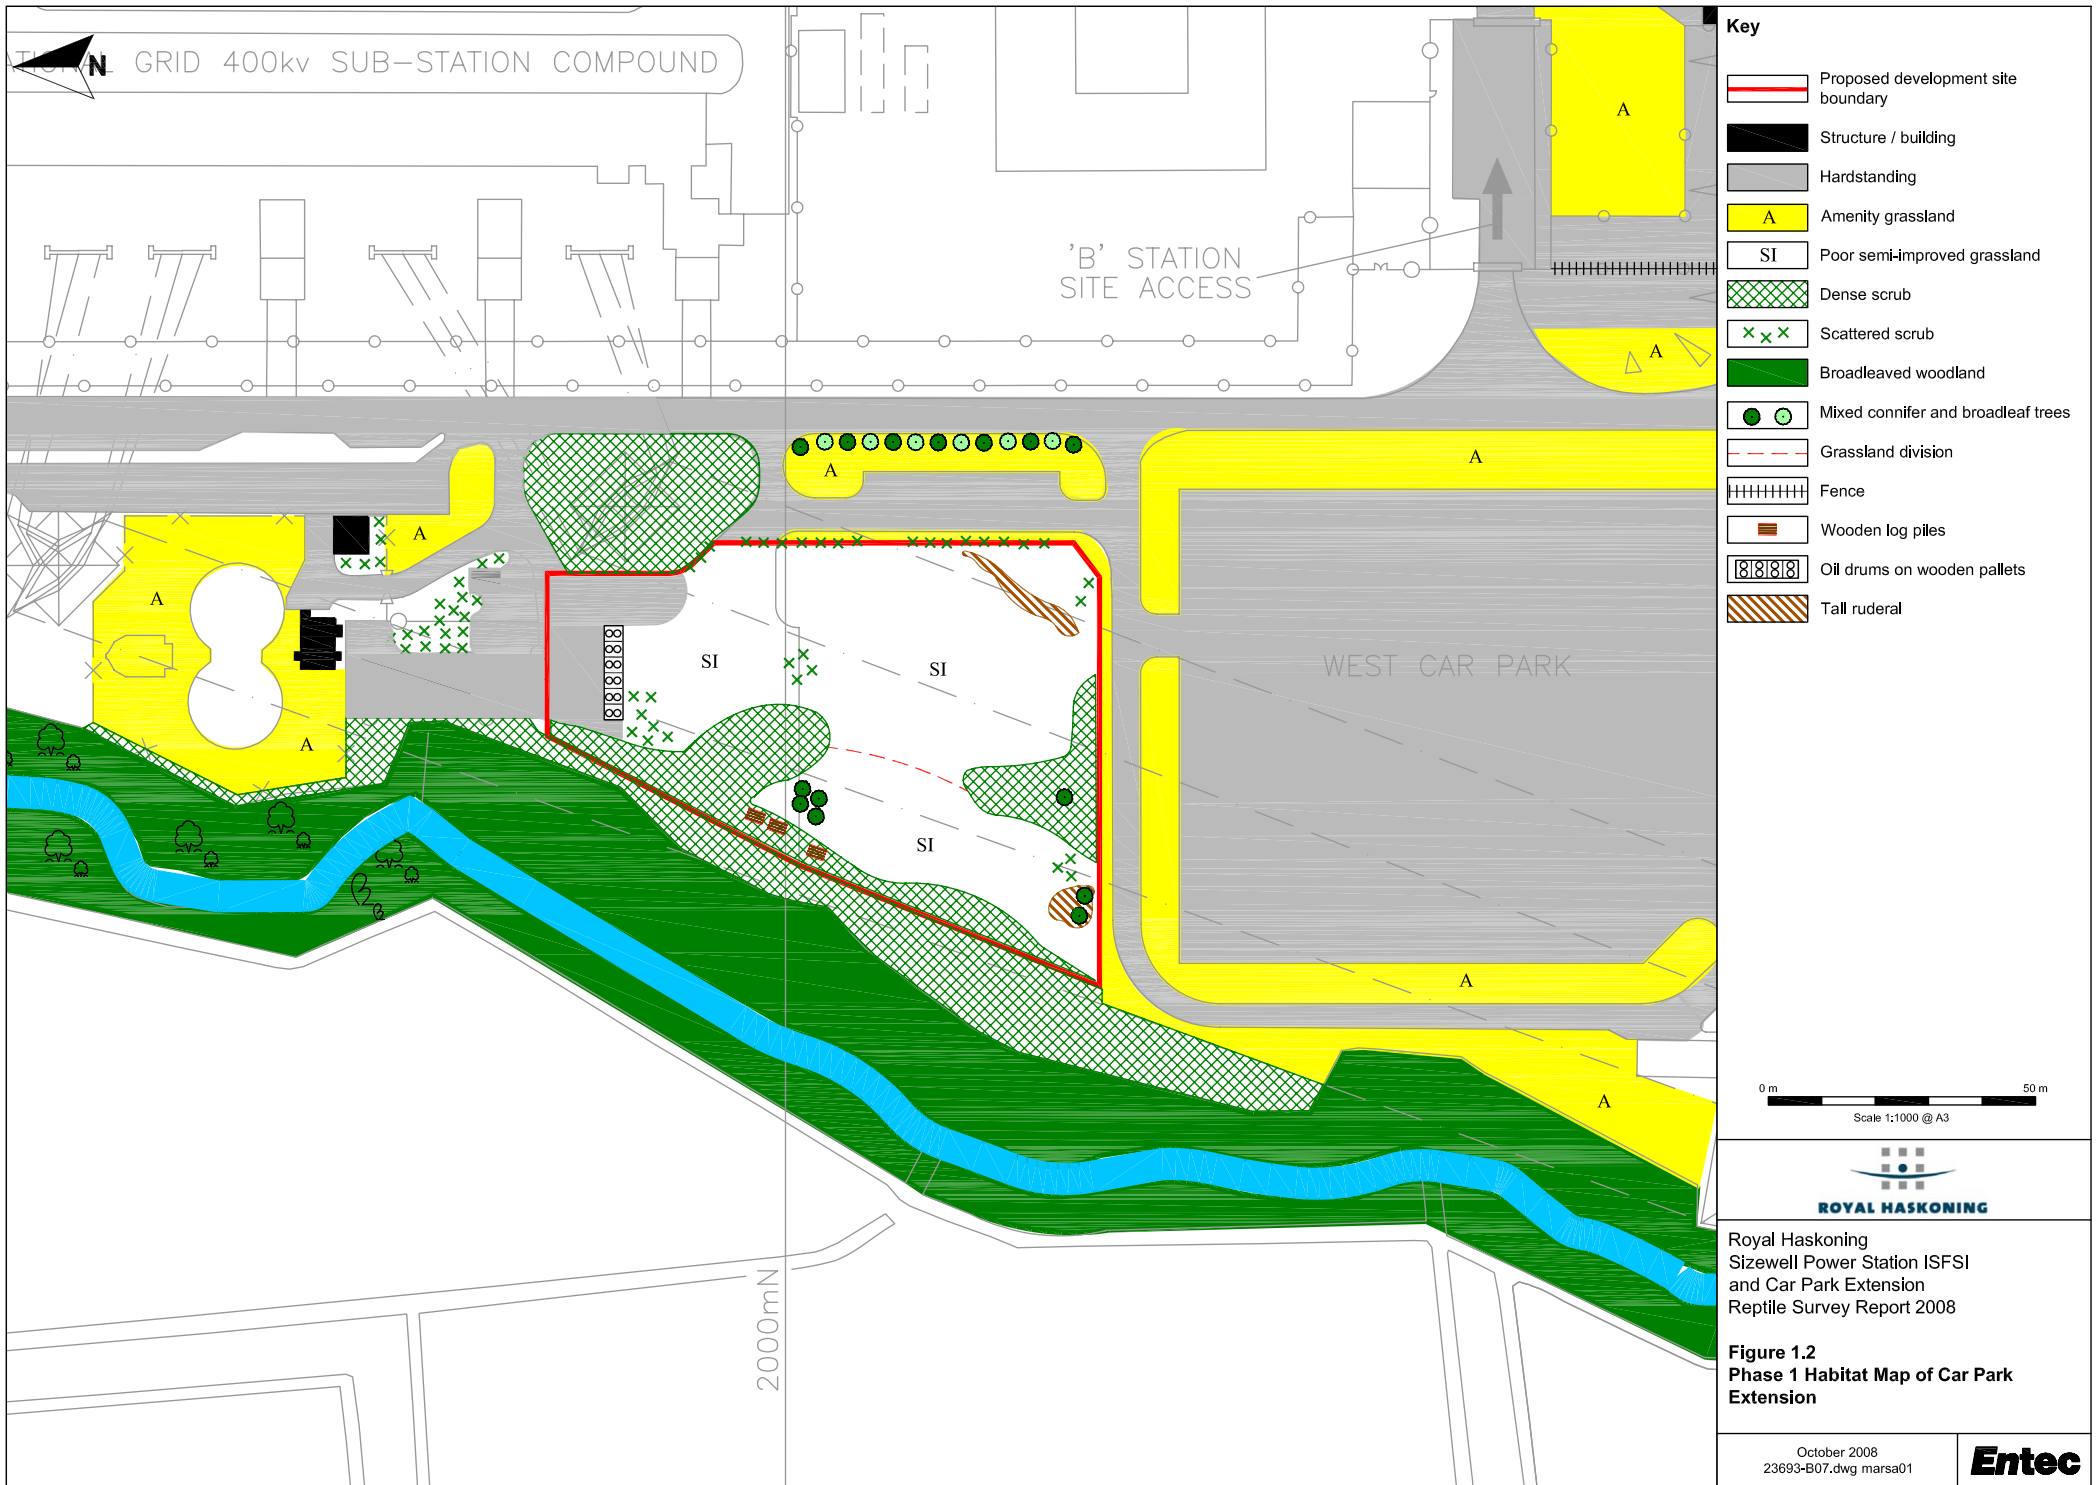 N
ATIONAL GRID 400kv SUB-STATION COMPOUND
'B' STATION
SITE ACCESS
A
A
A
A
A
A
A
SI
SI
WEST CAR PARK
A
SI
A
A
2000mN
Key
Proposed development site
boundary
Structure / building
Hardstanding
A Amenity grassland
SI Poor semi-improved grassland
Dense scrub
Scattered scrub
Broadleaved woodland
Mixed connifer and broadleaf trees
Grassland division
Fence
Wooden log piles
Oil drums on wooden pallets
Tall ruderal
0 m 50 m
Scale 1:1000 @ A3
ROYAL HASKONING
Royal Haskoning
Sizewell Power Station ISFSI
and Car Park Extension
Reptile Survey Report 2008
Figure 1.2
Phase 1 Habitat Map of Car Park
Extension
October 2008
23693-B07.dwg marsa01
Entec